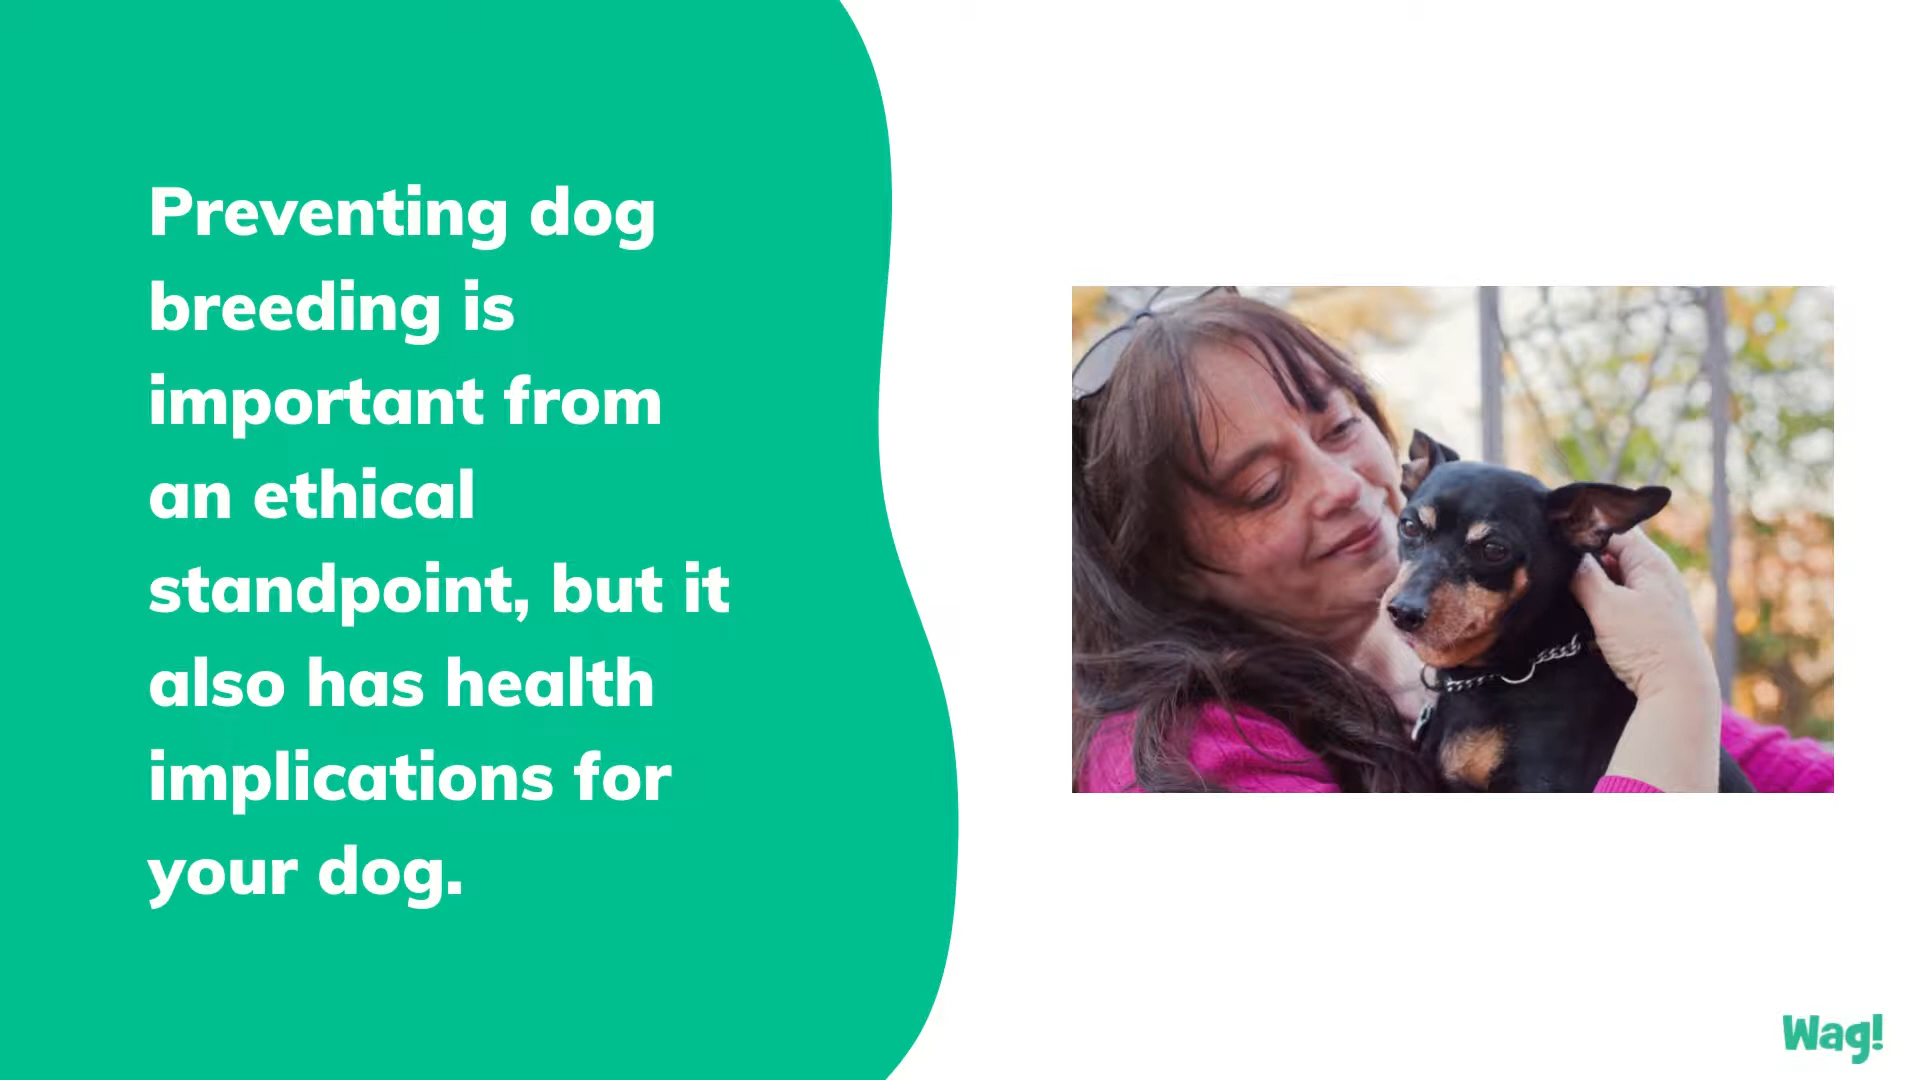 Preventing dog
breeding is
important from
an ethical
standpoint, but it
also has health
implications for
your dog.
Wag!